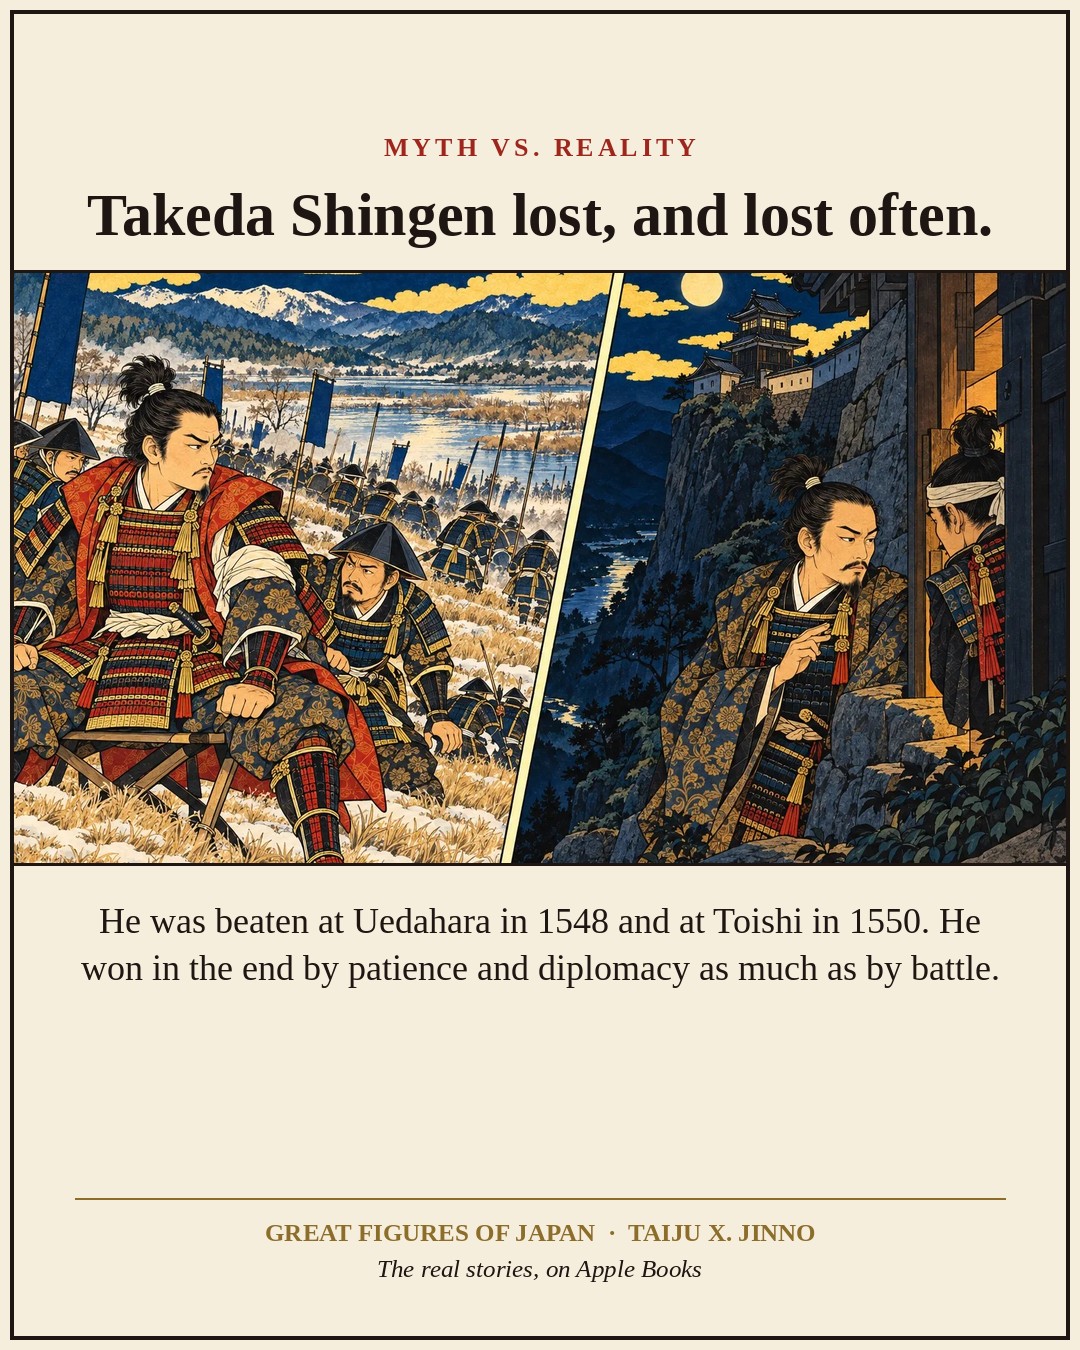 MYTH VS. REALITY
Takeda Shingen lost, and lost often.
He was beaten at Uedahara in 1548 and at Toishi in 1550. He
won in the end by patience and diplomacy as much as by battle.
GREAT FIGURES OF JAPAN · TAIJU X. JINNO
The real stories, on Apple Books